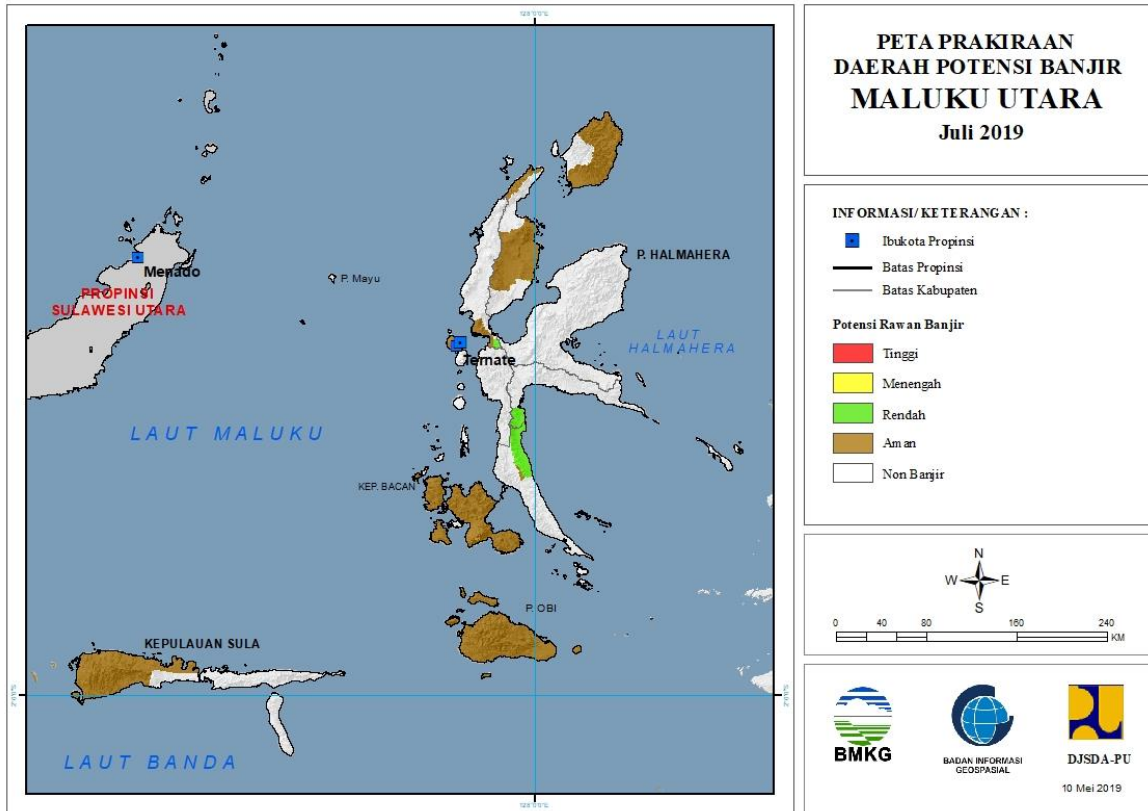 PETA PRAKIRAAN
DAERAH POTENSI BANJIR
MALUKU UTARA
Juli 2019
INFORMASI/ KETERANGAN :
Ibukota Propinsi
Batas Propinsi
Batas Kabupaten
Potensi Rawan Banjir
Tinggi
Menengah
Rendah
Aman
Non Banjir
N
W E
S
0 40 80 160 240
KM
BMKG
BADAN INFORMASI
GEOSPASIAL
DJSDA-PU
10 Mei 2019
P. HALMAHERA
Menado
P. Mayu
PROPINSI
SULAWESI UTARA
LAUT
HALMAHERA
Ternate
LAUT MALUKU
KEP. BACAN
P. OBI
KEPULAUAN SULA
LAUT BANDA